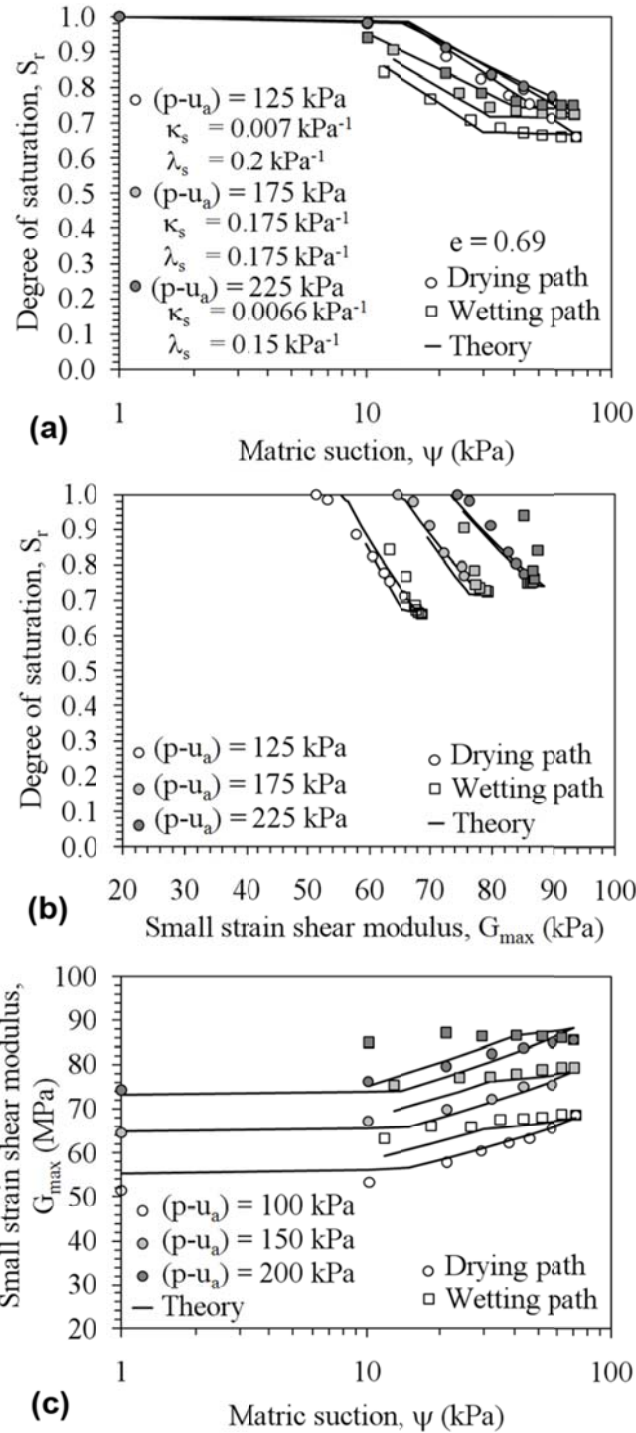 1.0
0.9
0.8
0.7
0.6
0.5
0.4
0.3
0.2
0.1
0.0
Degree of saturation, Sr
(p-ua) = 125 kPa
κs = 0.007 kPa-1
λs = 0.2 kPa-1
(p-ua) = 175 kPa
κs = 0.175 kPa-1
λs = 0.175 kPa-1
(p-ua) = 225 kPa
κs = 0.0066 kPa-1
λs = 0.15 kPa-1
e = 0.69
Drying path
Wetting path
Theory
1 10 100
(a)
Matric suction, ψ (kPa)
1.0
0.9
0.8
0.7
0.6
0.5
0.4
0.3
0.2
0.1
0.0
Degree of saturation, Sr
(p-ua) = 125 kPa
(p-ua) = 175 kPa
(p-ua) = 225 kPa
Drying path
Wetting path
Theory
20 30 40 50 60 70 80 90 100
(b)
Small strain shear modulus, Gmax (kPa)
100
90
80
70
60
50
40
30
20
Small strain shear modulus,
Gmax (MPa)
(p-ua) = 100 kPa
(p-ua) = 150 kPa
(p-ua) = 200 kPa
Theory
Drying path
Wetting path
1 10 100
(c)
Matric suction, ψ (kPa)